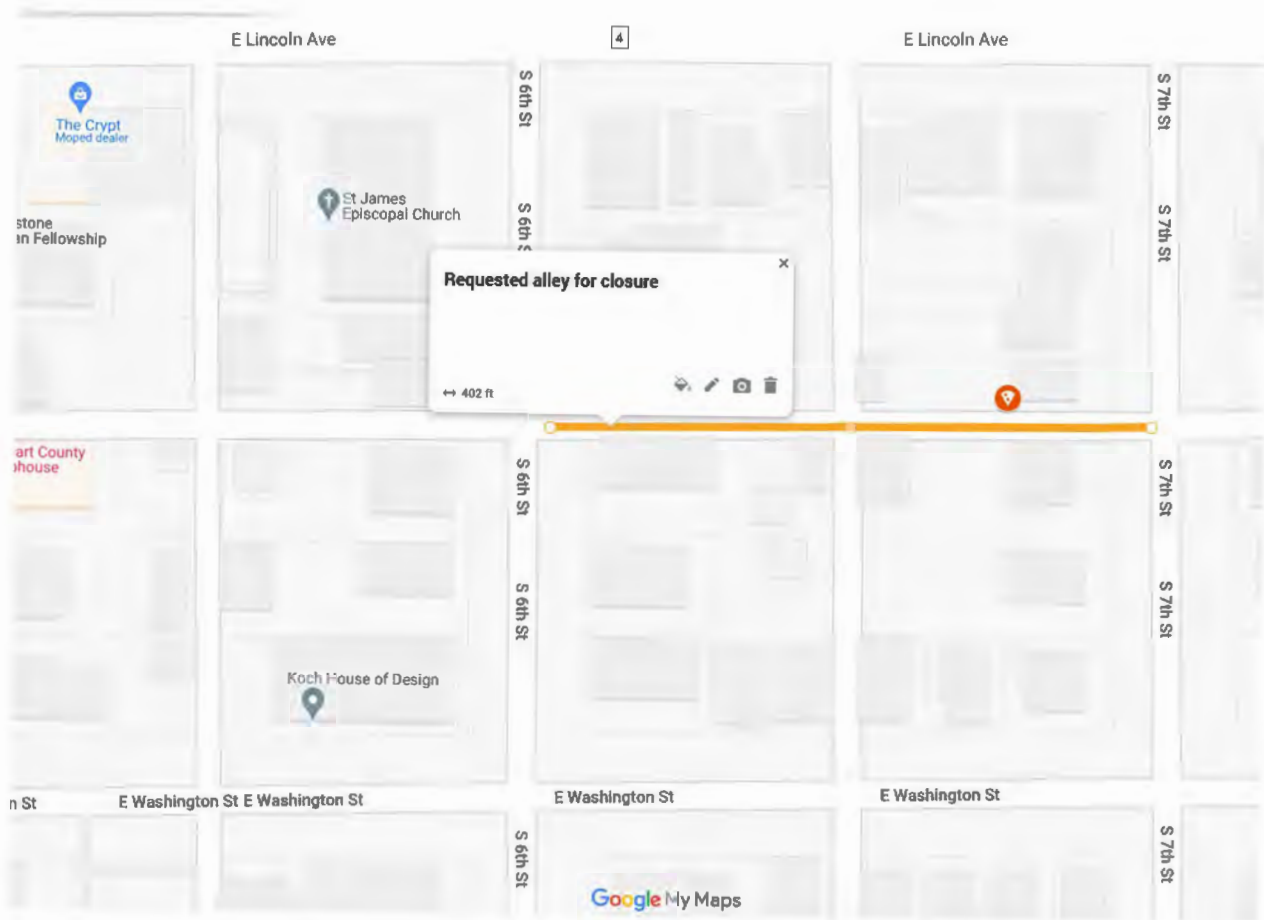 E Lincoln Ave
4
E Lincoln Ave
The Crypt
Moped dealer
S 6th St
S 7th St
St James
Episcopal Church
stone
an Fellowship
S 6th S
S 7th St
Requested alley for closure
402 ft
art County
S 6th St
S 7th St
S 6th St
S 7th St
Koch House of Design
n St
E Washington St
E Washington St
E Washington St
E Washington St
S 6th St
S 7th St
Google My Maps